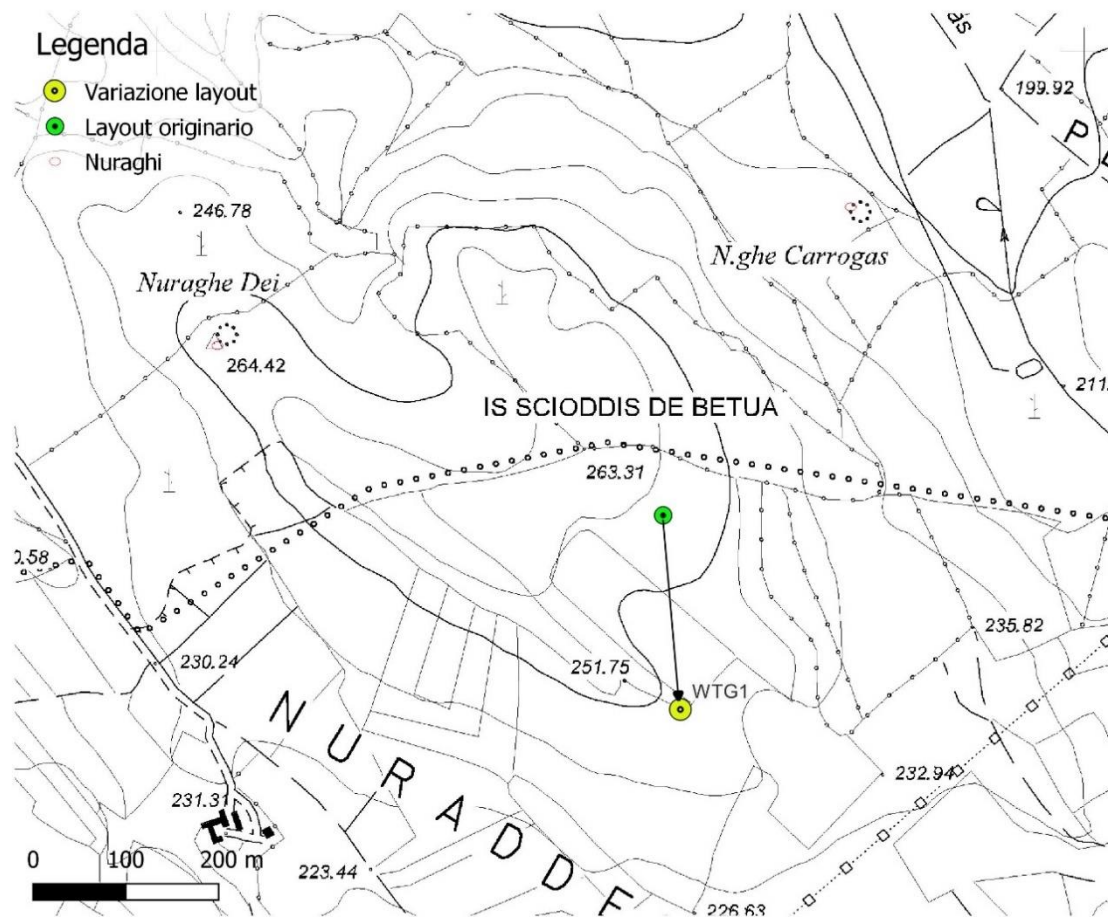 Legenda
Variazione layout
Layout originario
Nuraghi
199.92
246.78
Nuraghe Dei
N.ghe Carrogas
264.42
211.
IS SCIODDIS DE BETUA
263.31
0.58
235.82
230.24
251.75
WTG1
NURADDE
232.94
231.31
223.44
226.63
0 100 200 m